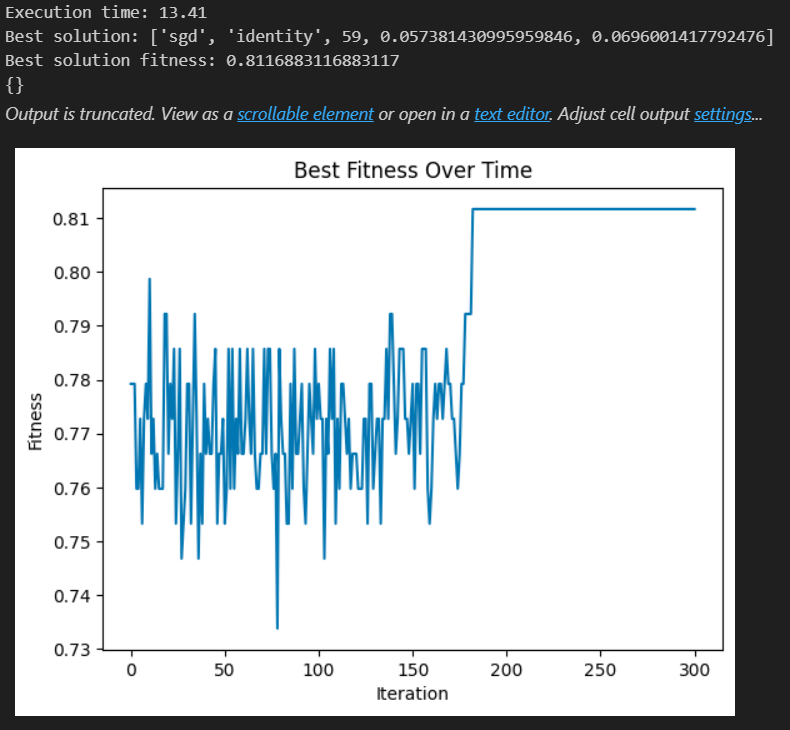 Execution time: 13.41
Best solution: ['sgd', 'identity', 59, 0.057381430995959846, 0.0696001417792476]
Best solution fitness: 0.8116883116883117
{}
Output is truncated. View as a scrollable element or open in a text editor. Adjust cell output settings...
Best Fitness Over Time
0.81
0.80
0.79
0.78
0.77
0.76
0.75
0.74
0.73
Fitness
0 50 100 150 200 250 300
Iteration